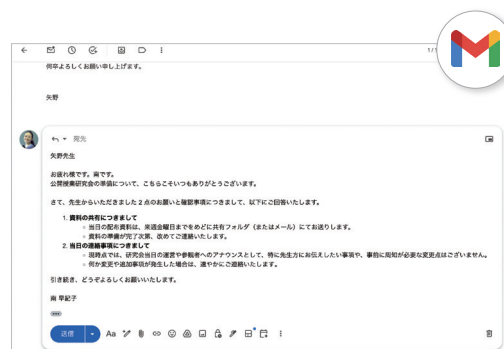 1/1
何卒よろしくお願い申し上げます。
矢野
宛先
矢野先生
お疲れ様です。南です。
公開授業研究会の準備について、こちらこそいつもありがとうございます。
さて、先生からいただきました２点のお願いと確認事項につきまして、以下にご回答いたします。
1. 資料の共有につきまして
当日の配布資料は、来週金曜日までをめどに共有フォルダ（またはメール）にてお送りします。
資料の準備が完了次第、改めてご連絡いたします。
2. 当日の連絡事項につきまして
現時点では、研究会当日の運営や参観者へのアナウンスとして、特に先生方にお伝えしたい事項や、事前に周知が必要な変更点はございません。
何か変更や追加事項が発生した場合は、速やかにご連絡いたします。
引き続き、どうぞよろしくお願いいたします。
南 早紀子
送信
Aa